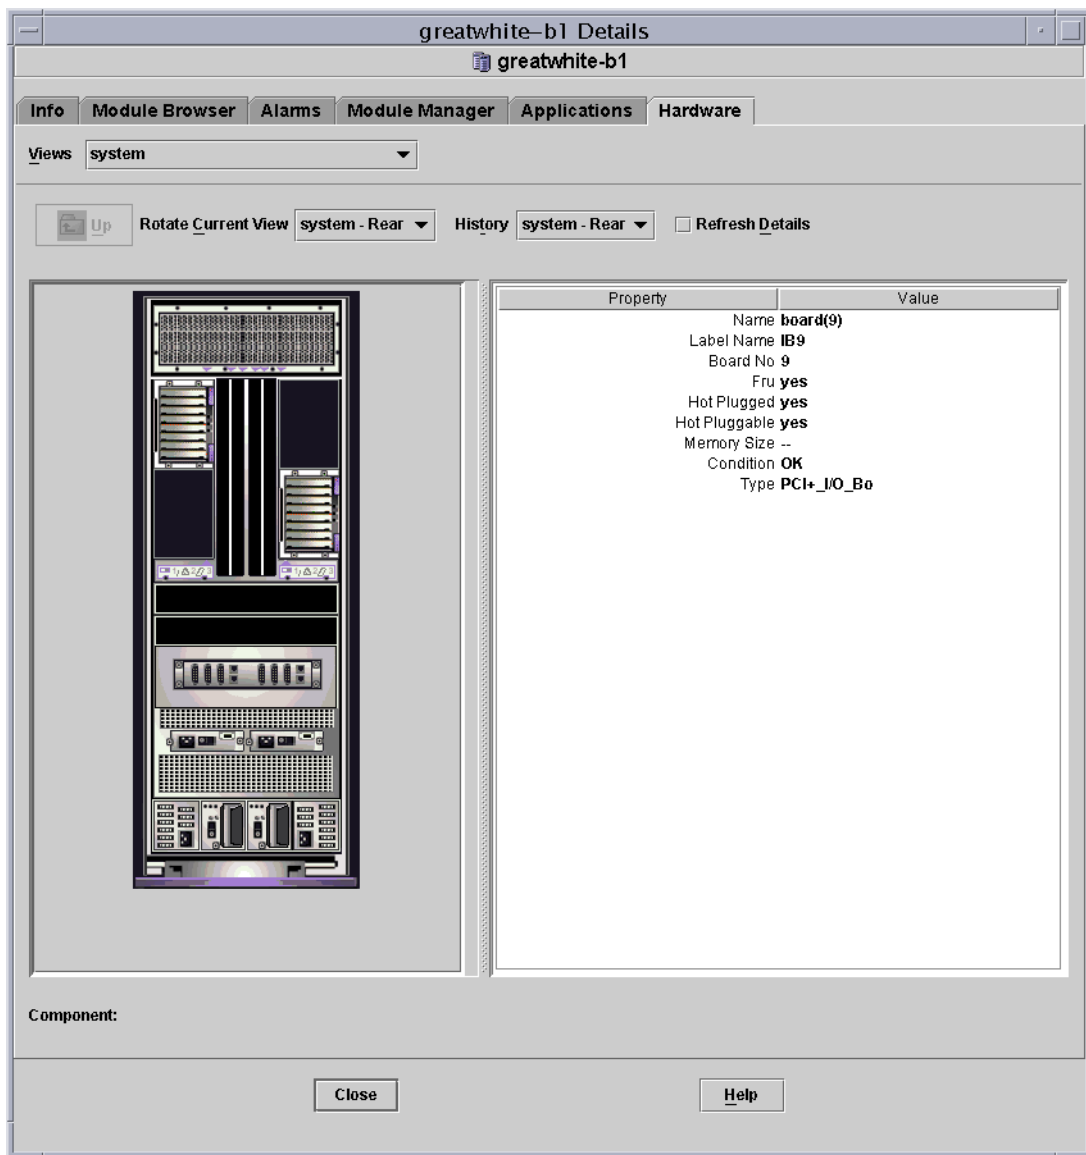 greatwhite–b1 Details
greatwhite-b1
Info Module Browser Alarms Module Manager Applications Hardware
Views system
Up Rotate Current View system - Rear History system - Rear Refresh Details
Property Value
Name board(9)
Label Name IB9
Board No 9
Fru yes
Hot Plugged yes
Hot Pluggable yes
Memory Size --
Condition OK
Type PCI+_I/O_Bo
Component:
Close Help